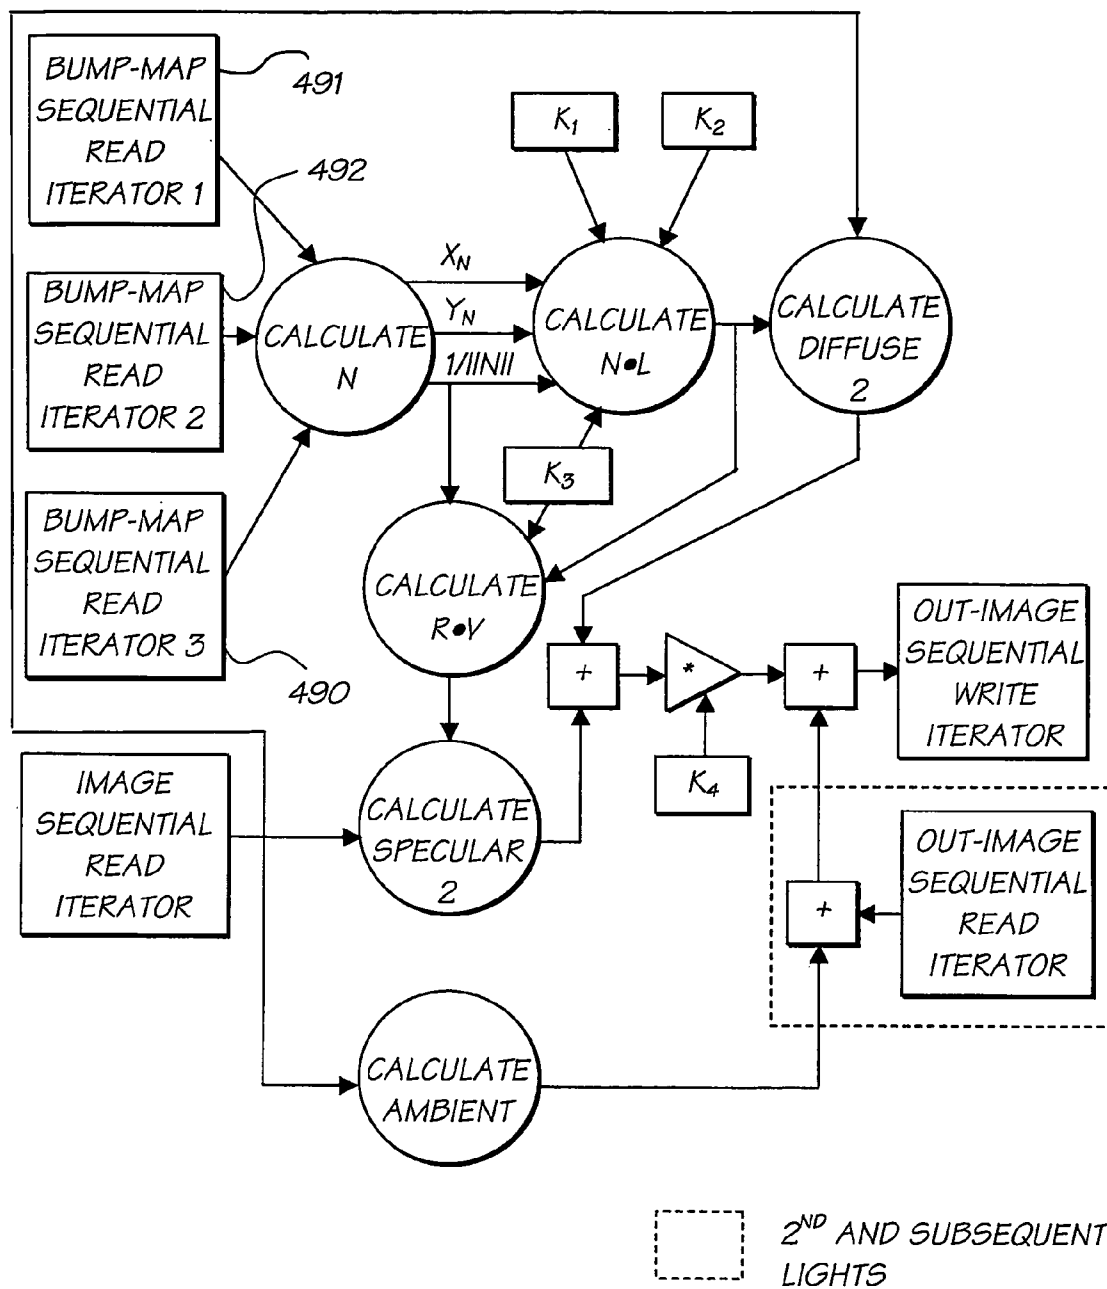 BUMP-MAP
SEQUENTIAL
READ
ITERATOR 1
491
BUMP-MAP
SEQUENTIAL
READ
ITERATOR 2
492
BUMP-MAP
SEQUENTIAL
READ
ITERATOR 3
490
K1
K2
CALCULATE
N
XN
YN
1/||N||
CALCULATE
N•L
CALCULATE
DIFFUSE
2
K3
CALCULATE
R•V
+
*
K4
+
OUT-IMAGE
SEQUENTIAL
WRITE
ITERATOR
IMAGE
SEQUENTIAL
READ
ITERATOR
CALCULATE
SPECULAR
2
+
OUT-IMAGE
SEQUENTIAL
READ
ITERATOR
CALCULATE
AMBIENT
2ND AND SUBSEQUENT
LIGHTS